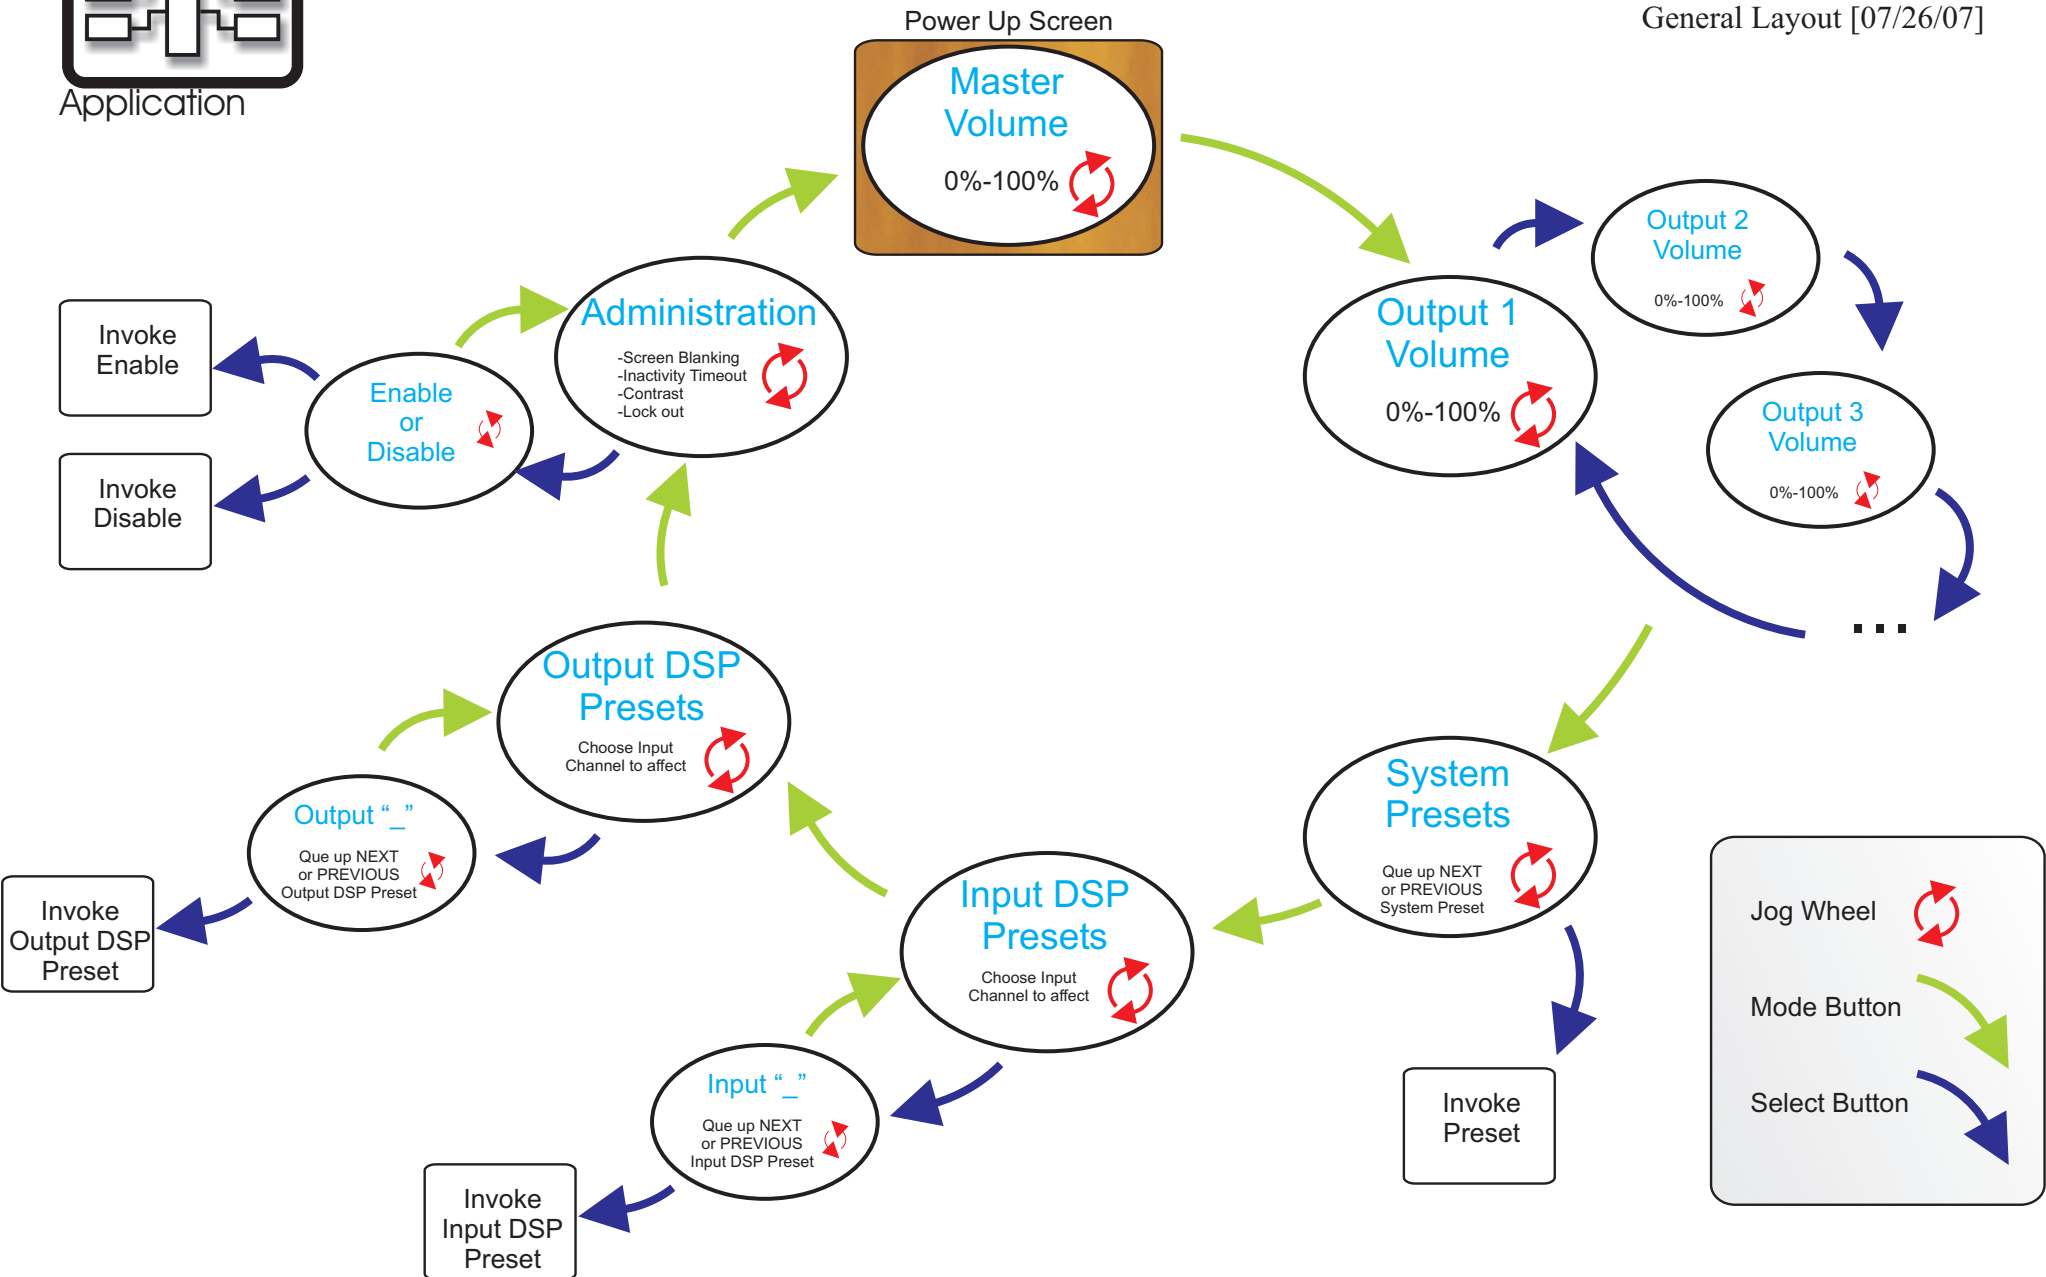 Power Up Screen
General Layout [07/26/07]
Application
Master
Volume
0%-100%
Output 1
Volume
0%-100%
Output 2
Volume
0%-100%
Output 3
Volume
0%-100%
...
System
Presets
Que up NEXT
or PREVIOUS
System Preset
Invoke
Preset
Input DSP
Presets
Choose Input
Channel to affect
Input “_”
Que up NEXT
or PREVIOUS
Input DSP Preset
Invoke
Input DSP
Preset
Output DSP
Presets
Choose Input
Channel to affect
Output “_”
Que up NEXT
or PREVIOUS
Output DSP Preset
Invoke
Output DSP
Preset
Administration
-Screen Blanking
-Inactivity Timeout
-Contrast
-Lock out
Enable
or
Disable
Invoke
Enable
Invoke
Disable
Jog Wheel
Mode Button
Select Button